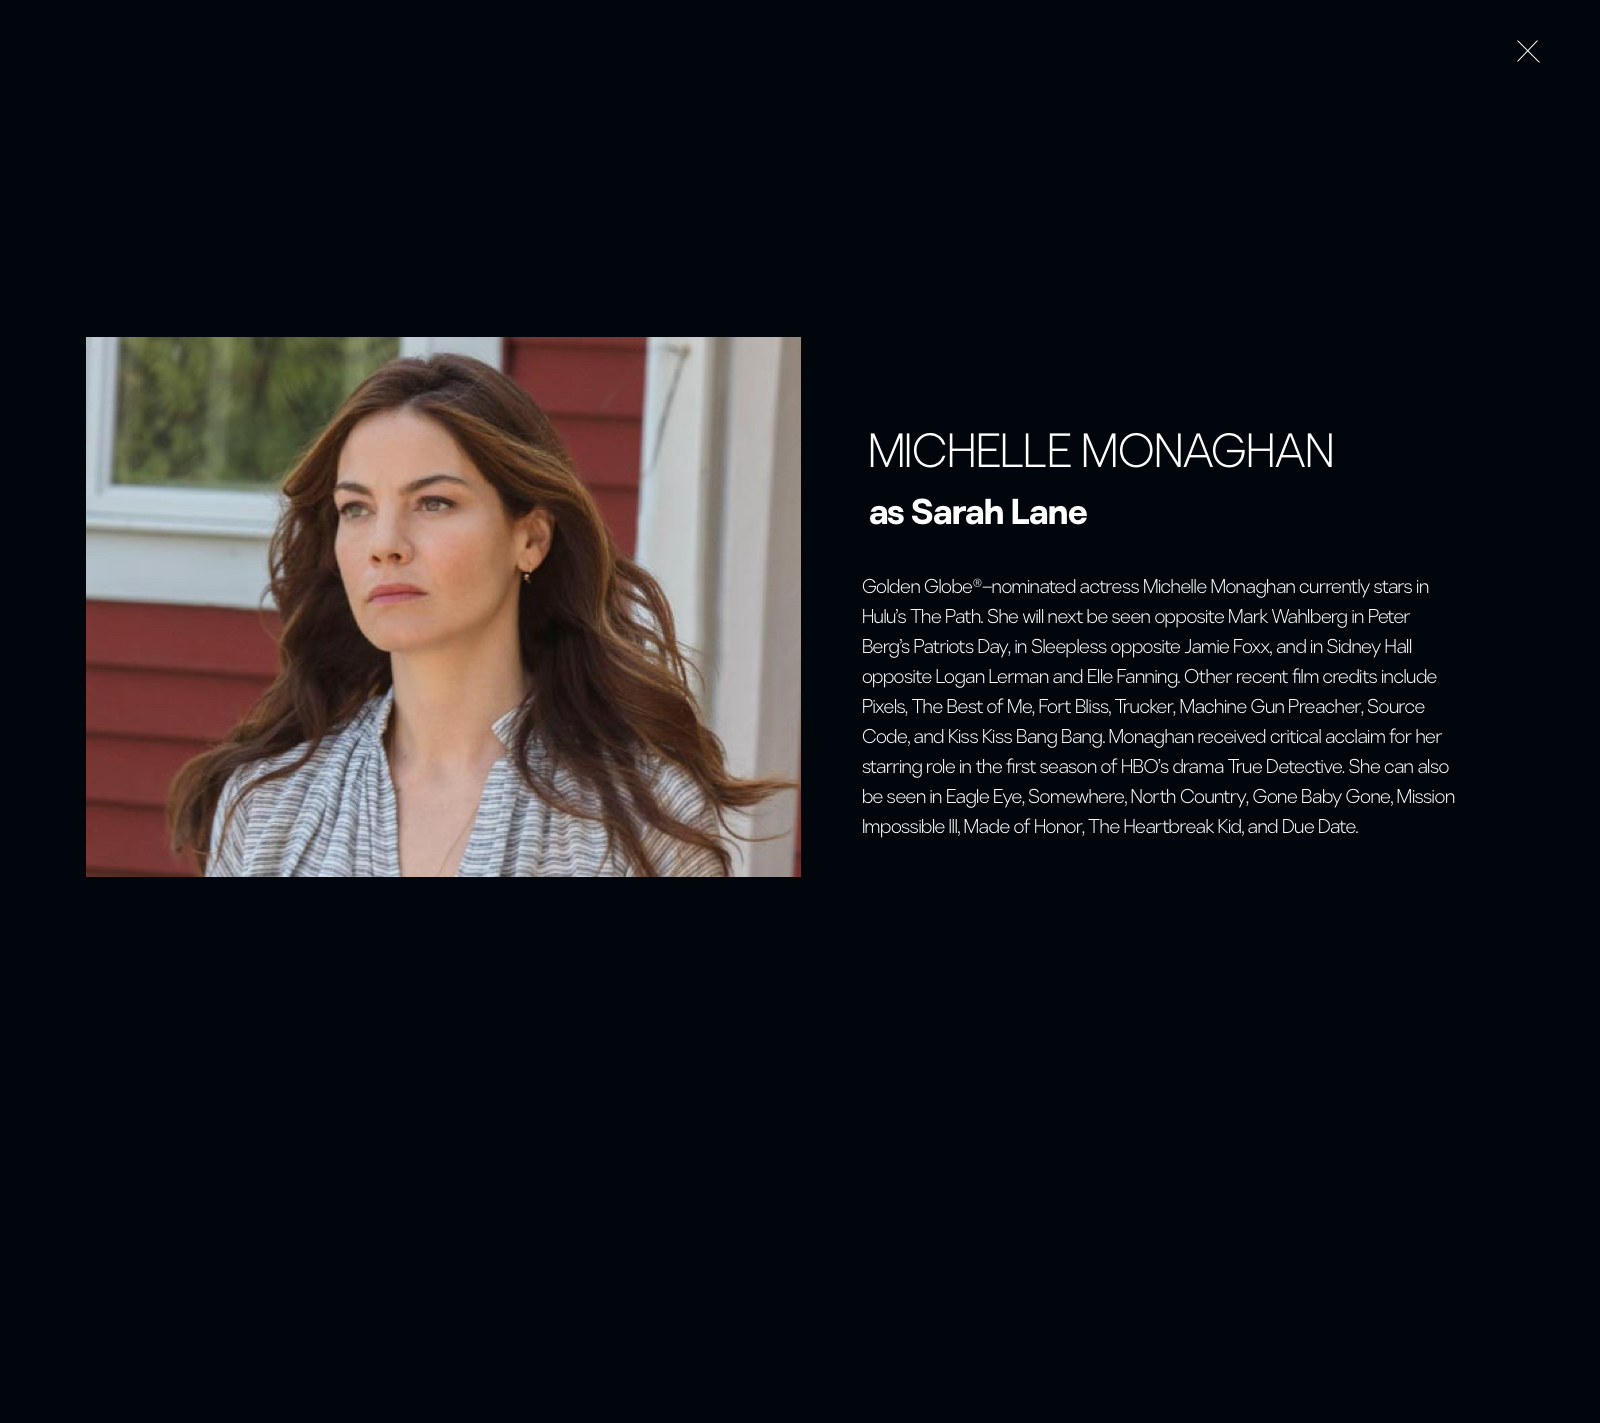 MICHELLE MONAGHAN
as Sarah Lane
Golden Globe®–nominated actress Michelle Monaghan currently stars in
Hulu’s The Path. She will next be seen opposite Mark Wahlberg in Peter
Berg’s Patriots Day, in Sleepless opposite Jamie Foxx, and in Sidney Hall
opposite Logan Lerman and Elle Fanning. Other recent film credits include
Pixels, The Best of Me, Fort Bliss, Trucker, Machine Gun Preacher, Source
Code, and Kiss Kiss Bang Bang. Monaghan received critical acclaim for her
starring role in the first season of HBO’s drama True Detective. She can also
be seen in Eagle Eye, Somewhere, North Country, Gone Baby Gone, Mission
Impossible III, Made of Honor, The Heartbreak Kid, and Due Date.